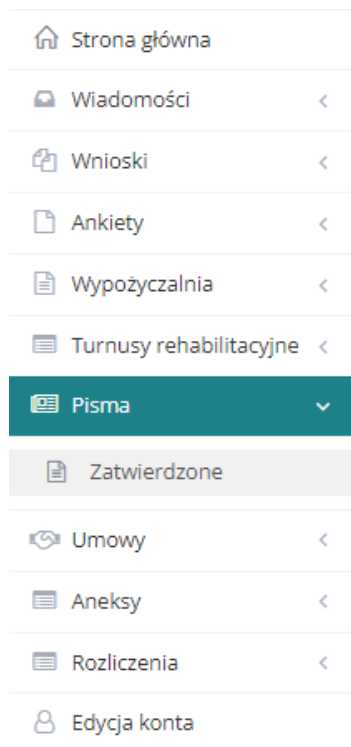 Strona główna
Wiadomości
Wnioski
Ankiety
Wypożyczalnia
Turnusy rehabilitacyjne
Pisma
Zatwierdzone
Umowy
Aneksy
Rozliczenia
Edycja konta